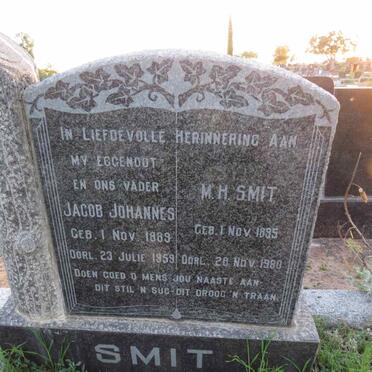 IN LIEFDEVOLLE HERINNERING AAN
MY EGGENOOT
EN ONS VADER
JACOB JOHANNES
GEB. 1 NOV. 1889
OORL. 23 JULIE 1959
M.H. SMIT
GEB. 1 NOV. 1895
OORL. 28 NOV. 1980
DOEN GOED O MENS JOU NAASTE AAN
DIT STIL 'N SUG-DIT DROOG 'N TRAAN
SMIT